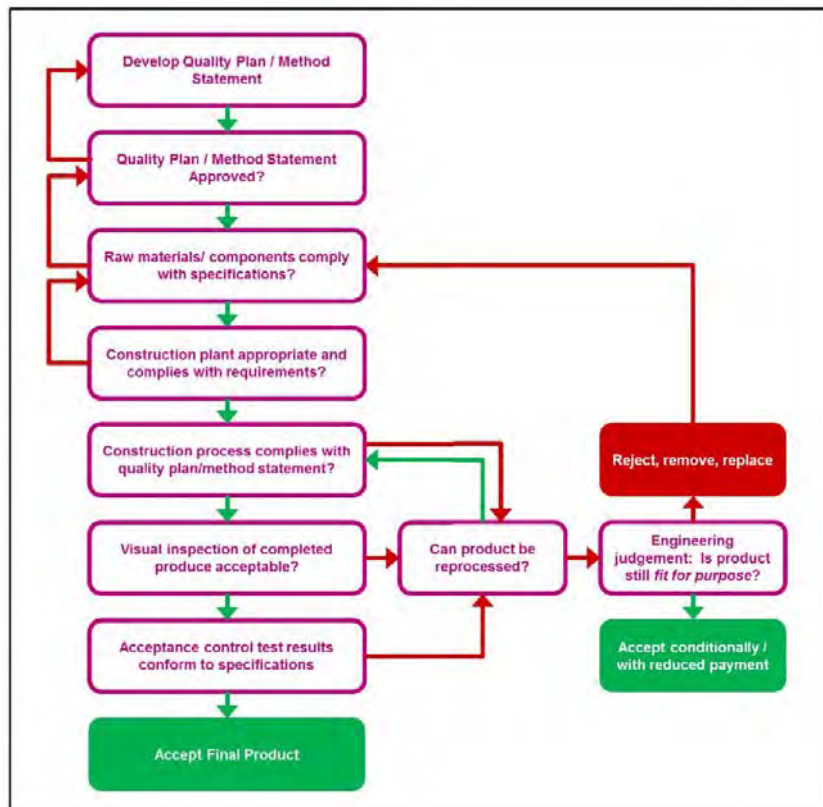 Develop Quality Plan / Method
Statement
Quality Plan / Method Statement
Approved?
Raw materials/ components comply
with specifications?
Construction plant appropriate and
complies with requirements?
Construction process complies with
quality plan/method statement?
Visual inspection of completed
produce acceptable?
Acceptance control test results
conform to specifications
Accept Final Product
Can product be
reprocessed?
Reject, remove, replace
Engineering
judgement: Is product
still fit for purpose?
Accept conditionally /
with reduced payment